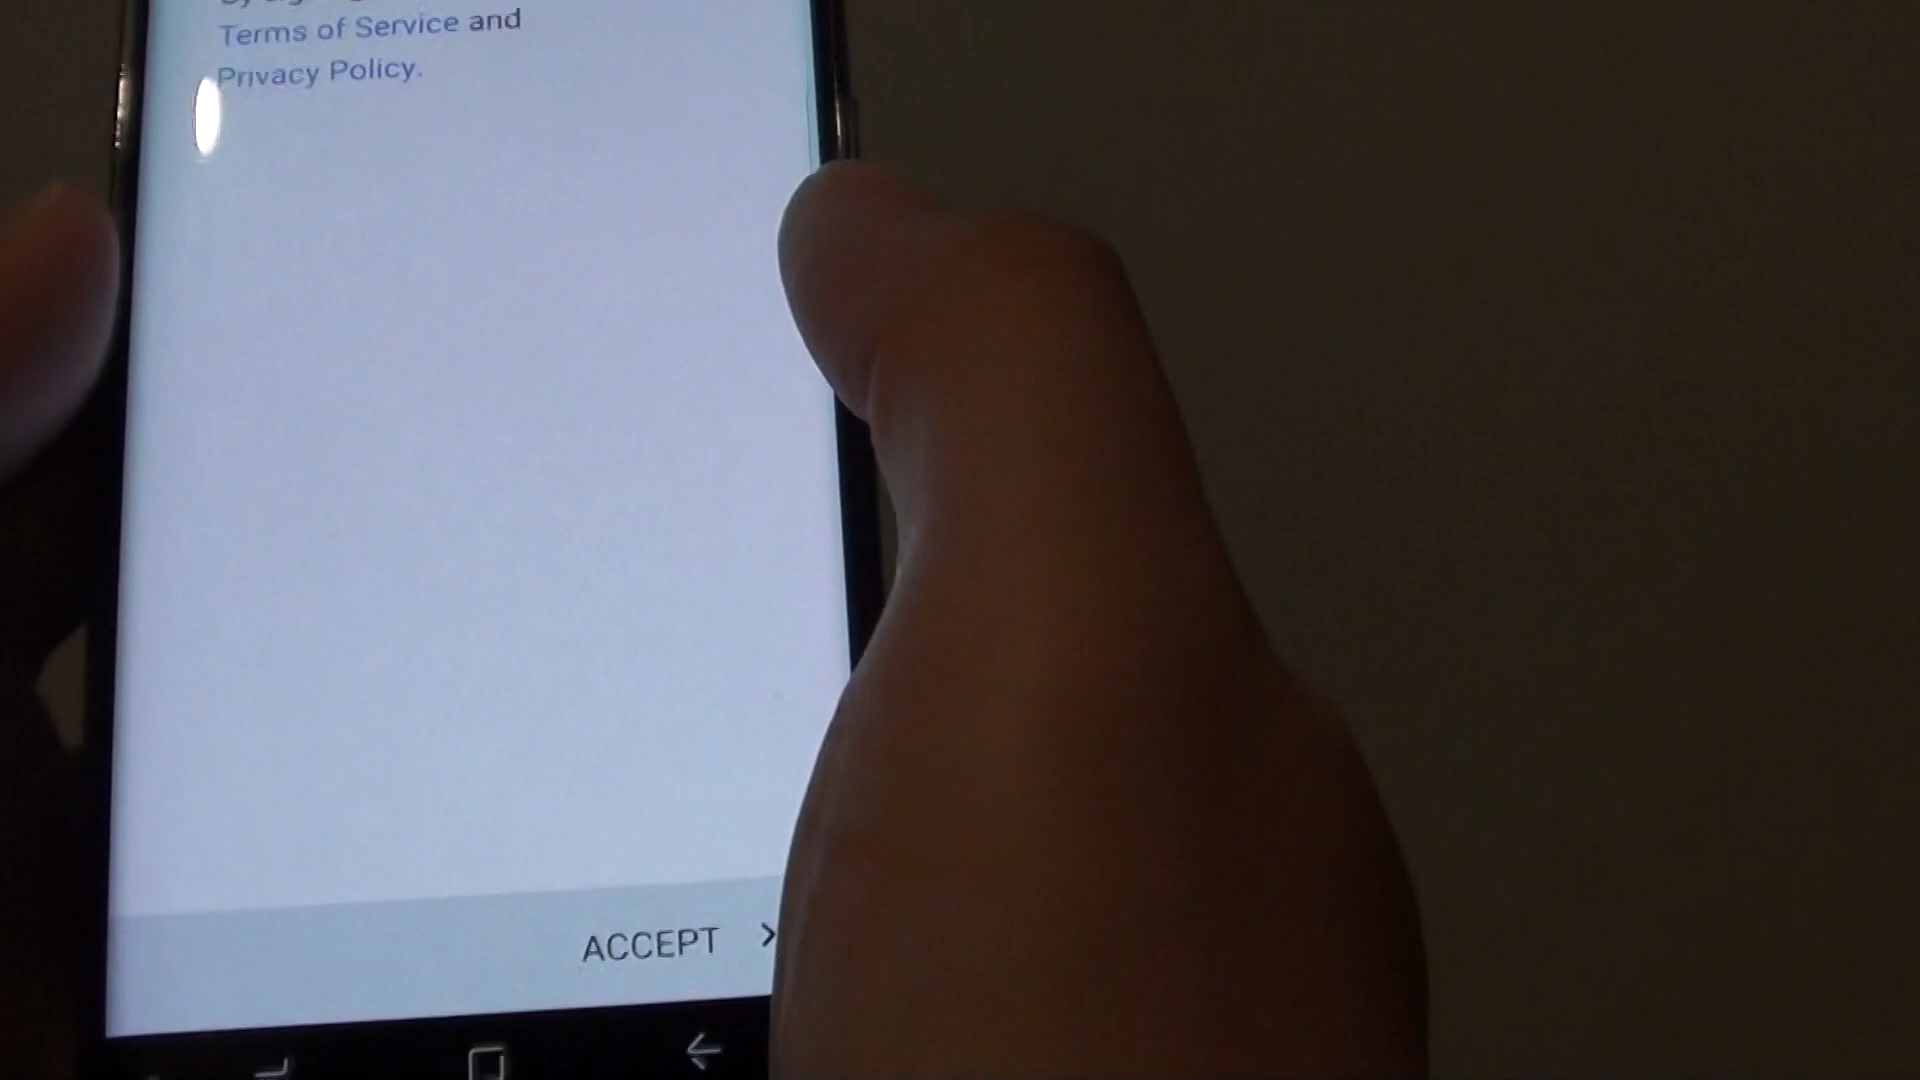 Terms of Service and
Privacy Policy.
ACCEPT >